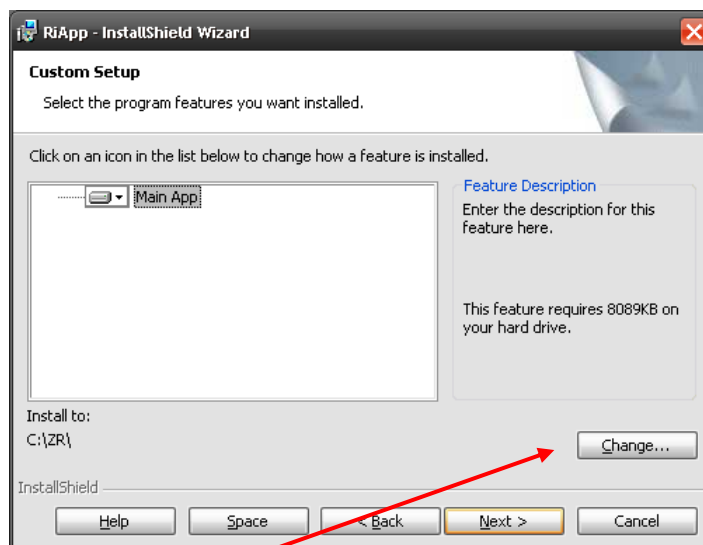 RiApp - InstallShield Wizard
Custom Setup
Select the program features you want installed.
Click on an icon in the list below to change how a feature is installed.
Main App
Feature Description
Enter the description for this
feature here.
This feature requires 8089KB on
your hard drive.
Install to:
C:\ZR\
Change...
InstallShield
Help
Space
< Back
Next >
Cancel